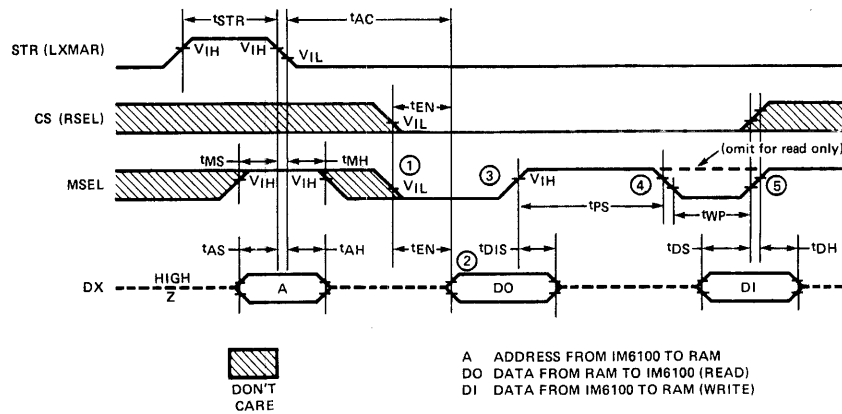 tSTR tAC
STR (LXMAR) VIH VIH VIL
tEN
CS (RSEL) VIL
(omit for read only)
tMS tMH 1 3 4 5
MSEL VIH VIH VIL VIH
tPS tWP
tAS tAH tEN tDIS tDS tDH
2
DX HIGH Z A DO DI
A ADDRESS FROM IM6100 TO RAM
DO DATA FROM RAM TO IM6100 (READ)
DI DATA FROM IM6100 TO RAM (WRITE)
DON'T
CARE